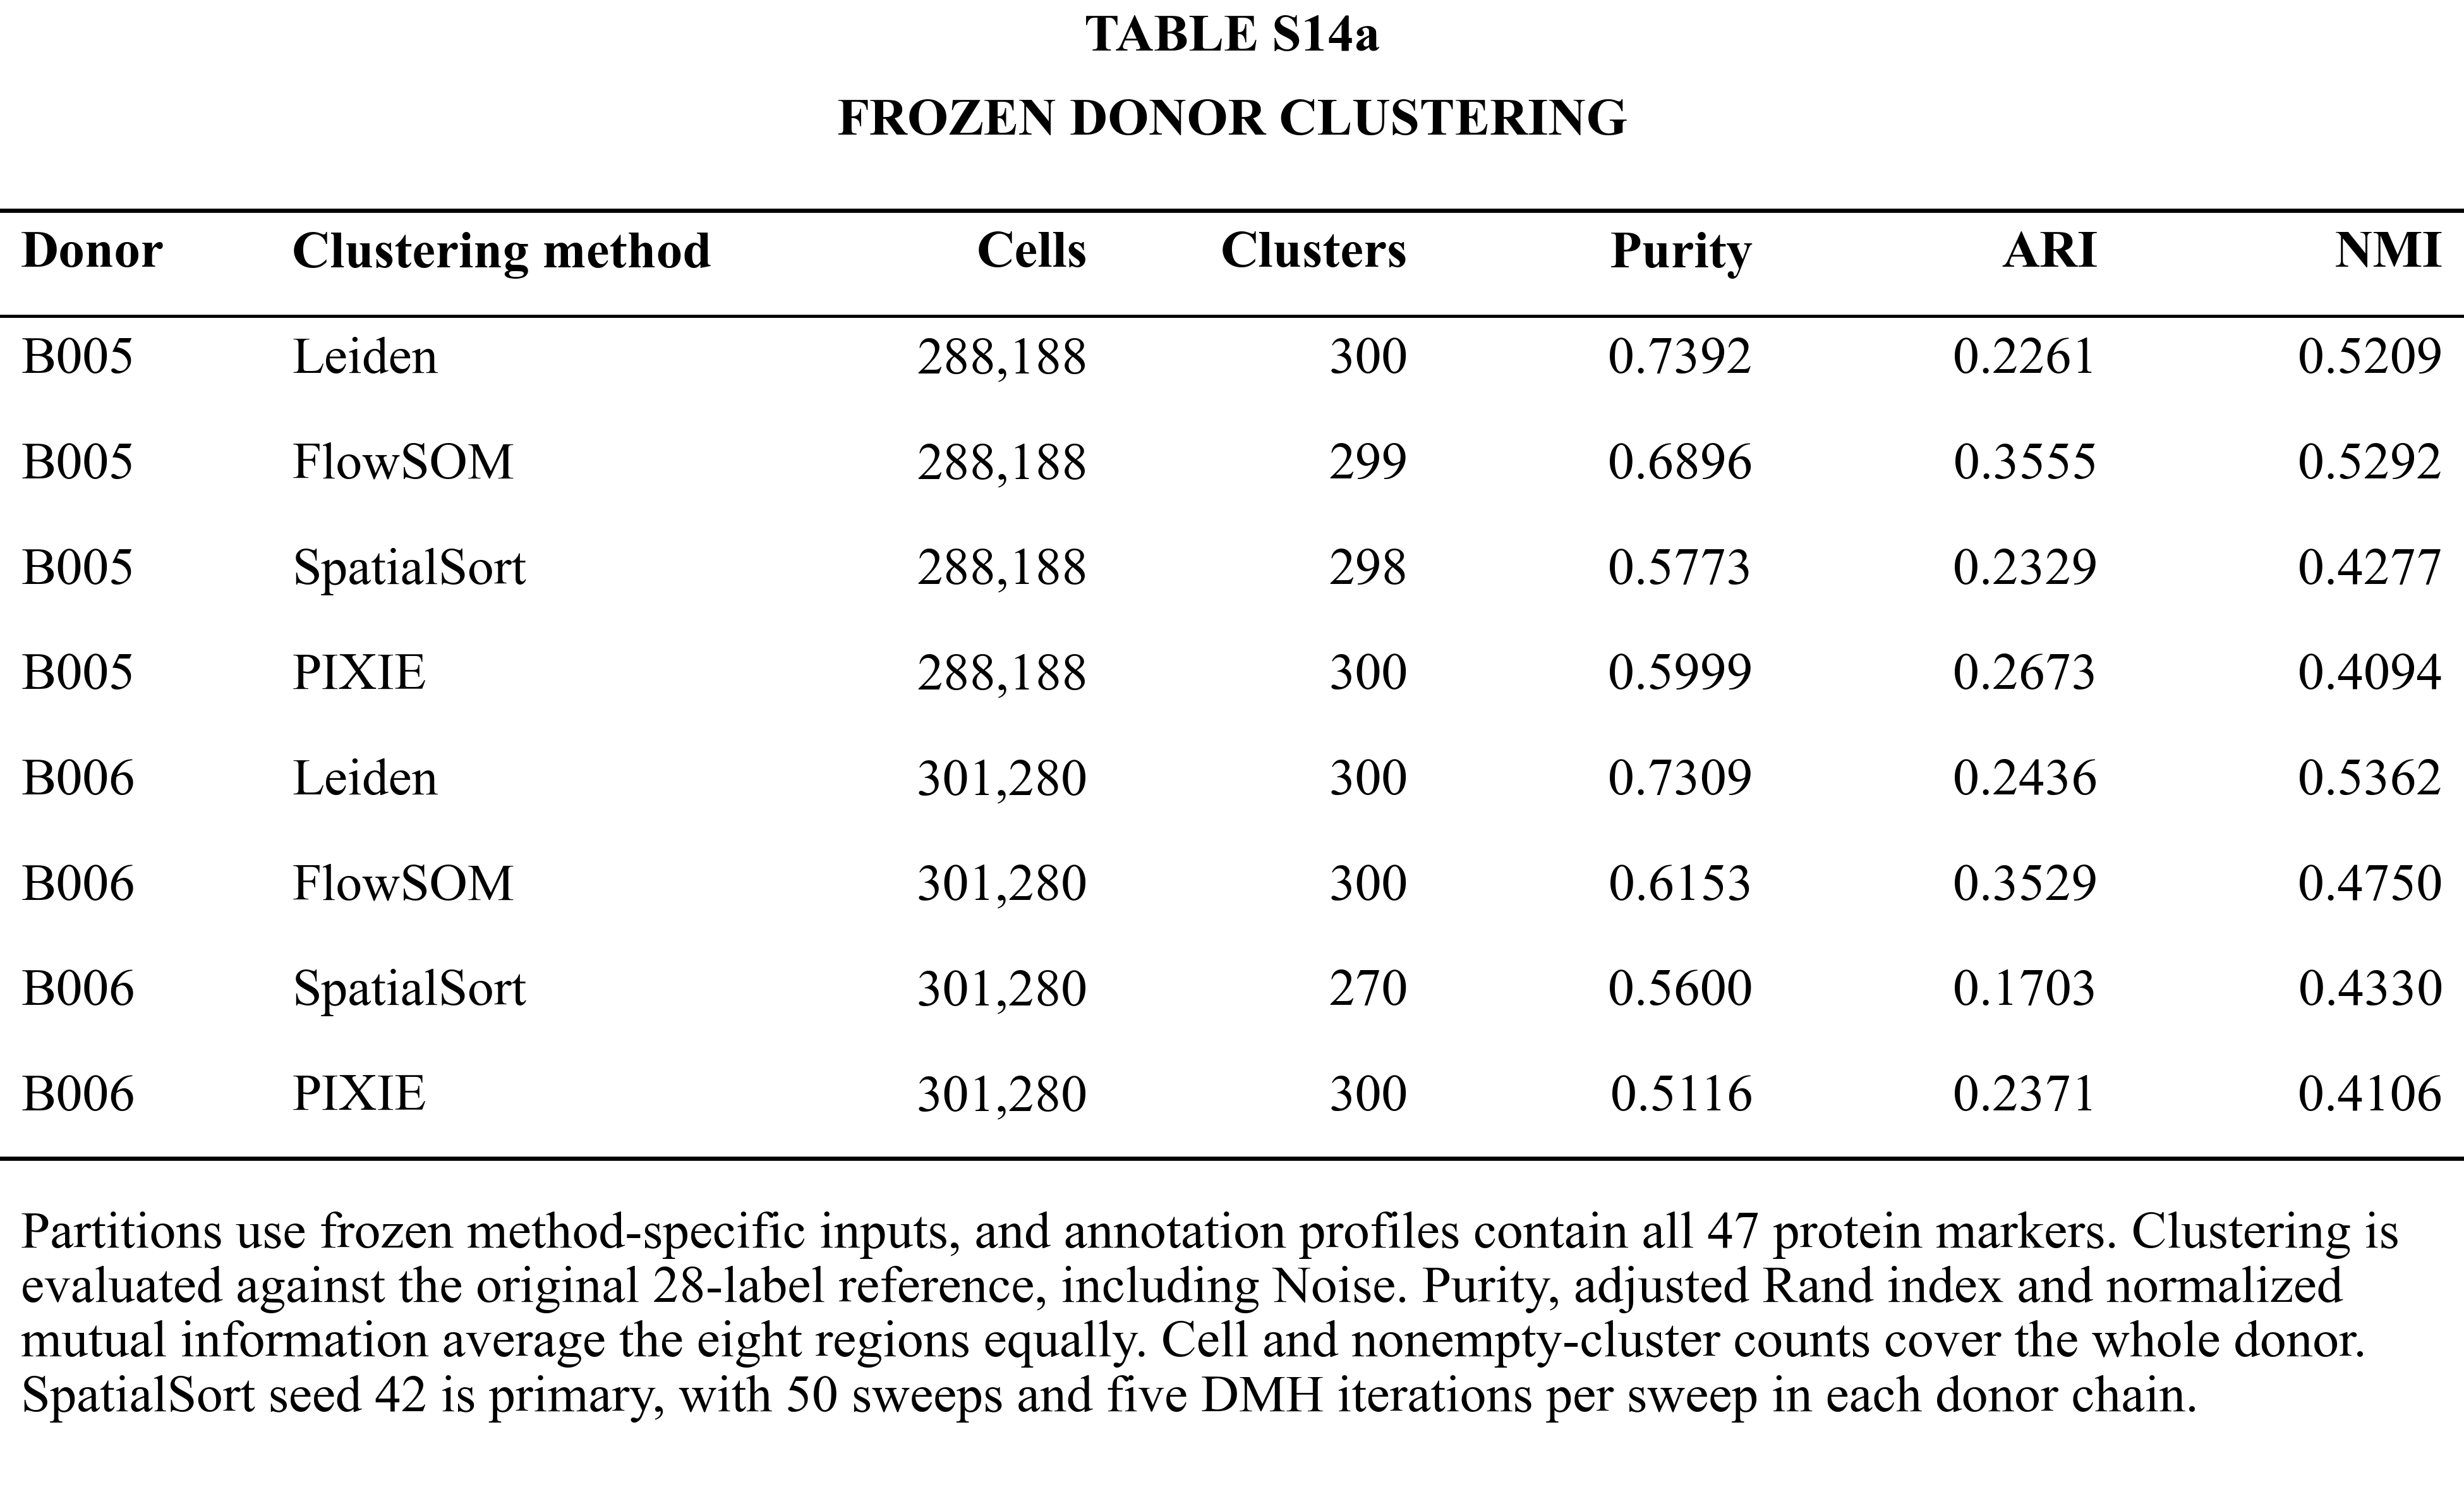 TABLE S14a
FROZEN DONOR CLUSTERING
Donor Clustering method Cells Clusters Purity ARI NMI
B005 Leiden 288,188 300 0.7392 0.2261 0.5209
B005 FlowSOM 288,188 299 0.6896 0.3555 0.5292
B005 SpatialSort 288,188 298 0.5773 0.2329 0.4277
B005 PIXIE 288,188 300 0.5999 0.2673 0.4094
B006 Leiden 301,280 300 0.7309 0.2436 0.5362
B006 FlowSOM 301,280 300 0.6153 0.3529 0.4750
B006 SpatialSort 301,280 270 0.5600 0.1703 0.4330
B006 PIXIE 301,280 300 0.5116 0.2371 0.4106
Partitions use frozen method-specific inputs, and annotation profiles contain all 47 protein markers. Clustering is
evaluated against the original 28-label reference, including Noise. Purity, adjusted Rand index and normalized
mutual information average the eight regions equally. Cell and nonempty-cluster counts cover the whole donor.
SpatialSort seed 42 is primary, with 50 sweeps and five DMH iterations per sweep in each donor chain.